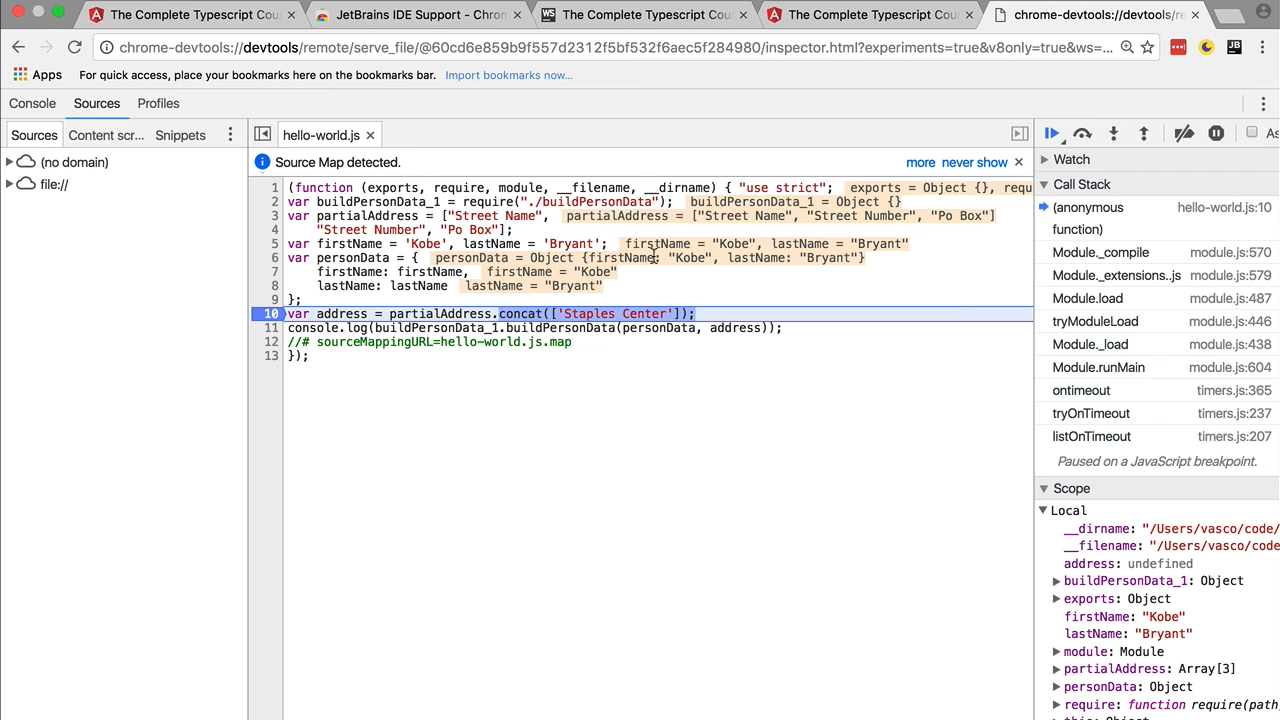 The Complete Typescript Cou
JetBrains IDE Support - Chrom
WS The Complete Typescript Cou
The Complete Typescript Cou
chrome-devtools://devtools/re
chrome-devtools://devtools/remote/serve_file/@60cd6e859b9f557d2312f5bf532f6aec5f284980/inspector.html?experiments=true&v8only=true&ws=...
JB
Apps For quick access, place your bookmarks here on the bookmarks bar. Import bookmarks now...
Console Sources Profiles
Sources Content scr... Snippets
(no domain)
file://
hello-world.js
Source Map detected. more never show
1 (function (exports, require, module, __filename, __dirname) { "use strict"; exports = Object {}, requ
2 var buildPersonData_1 = require("./buildPersonData"); buildPersonData_1 = Object {}
3 var partialAddress = ["Street Name", partialAddress = ["Street Name", "Street Number", "Po Box"]
4 "Street Number", "Po Box"];
5 var firstName = 'Kobe', lastName = 'Bryant'; firstName = "Kobe", lastName = "Bryant"
6 var personData = { personData = Object {firstName: "Kobe", lastName: "Bryant"}
7 firstName: firstName, firstName = "Kobe"
8 lastName: lastName lastName = "Bryant"
9 };
10 var address = partialAddress.concat(['Staples Center']);
11 console.log(buildPersonData_1.buildPersonData(personData, address));
12 //# sourceMappingURL=hello-world.js.map
13 });
As
Watch
Call Stack
(anonymous function) hello-world.js:10
Module._compile module.js:570
Module._extensions..js module.js:579
Module.load module.js:487
tryModuleLoad module.js:446
Module._load module.js:438
Module.runMain module.js:604
ontimeout timers.js:365
tryOnTimeout timers.js:237
listOnTimeout timers.js:207
Paused on a JavaScript breakpoint.
Scope
Local
__dirname: "/Users/vasco/code/
__filename: "/Users/vasco/code
address: undefined
buildPersonData_1: Object
exports: Object
firstName: "Kobe"
lastName: "Bryant"
module: Module
partialAddress: Array[3]
personData: Object
require: function require(path
this: Object